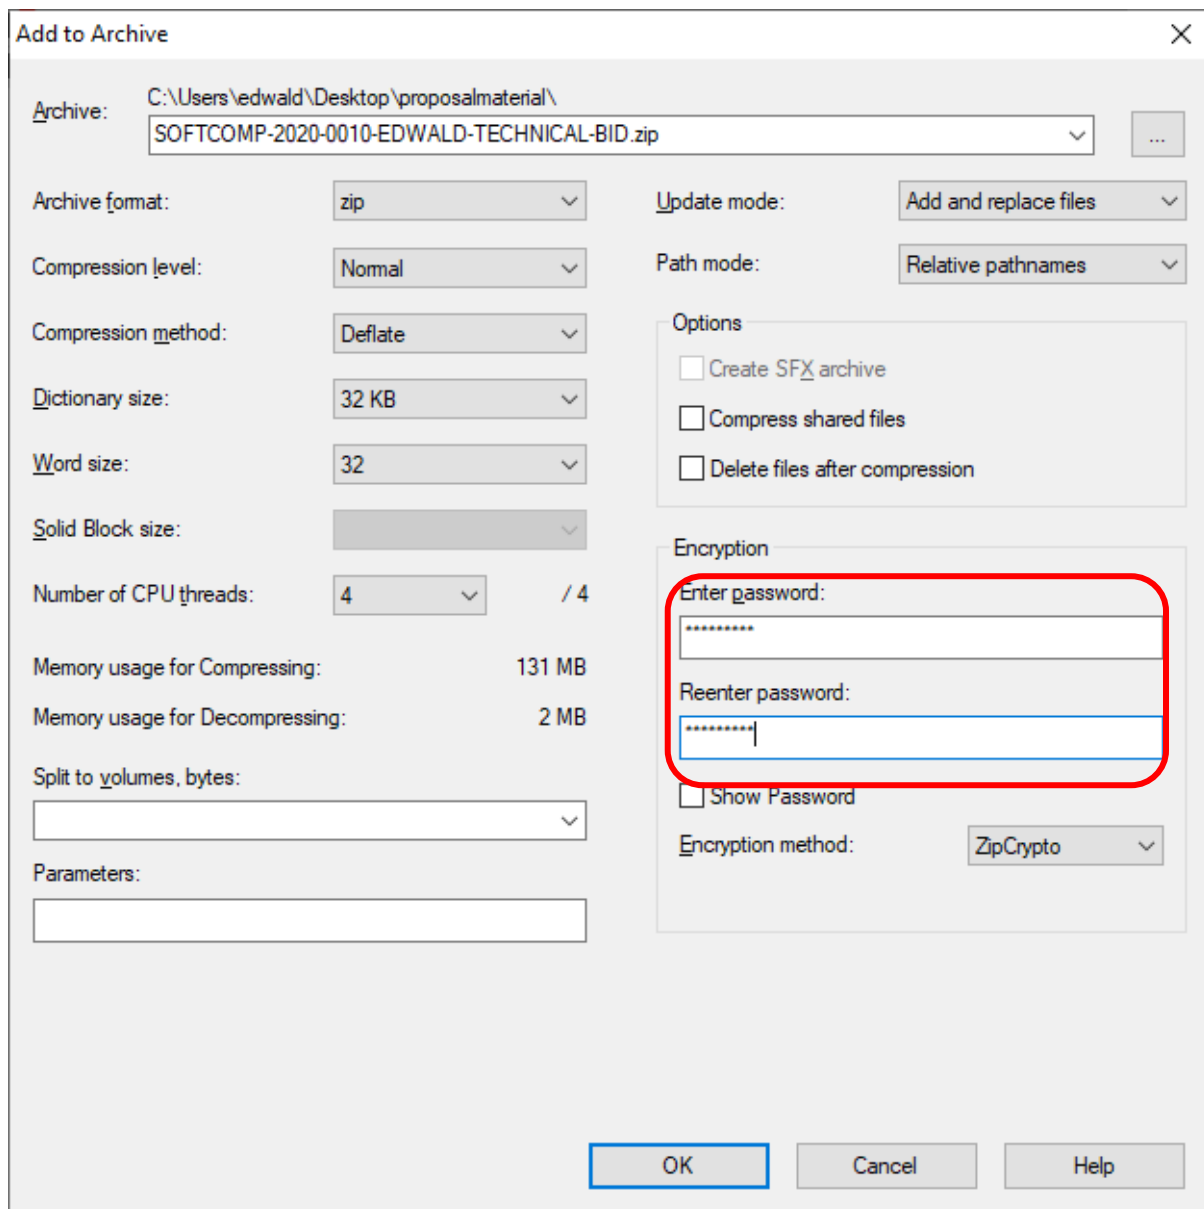 Add to Archive
Archive:
C:\Users\edwald\Desktop\proposalmaterial\
SOFTCOMP-2020-0010-EDWALD-TECHNICAL-BID.zip
...
Archive format:
zip
Compression level:
Normal
Compression method:
Deflate
Dictionary size:
32 KB
Word size:
32
Solid Block size:
Number of CPU threads:
4
/ 4
Memory usage for Compressing:
131 MB
Memory usage for Decompressing:
2 MB
Split to volumes, bytes:
Parameters:
Update mode:
Add and replace files
Path mode:
Relative pathnames
Options
Create SFX archive
Compress shared files
Delete files after compression
Encryption
Enter password:
*********
Reenter password:
*********
Show Password
Encryption method:
ZipCrypto
OK
Cancel
Help